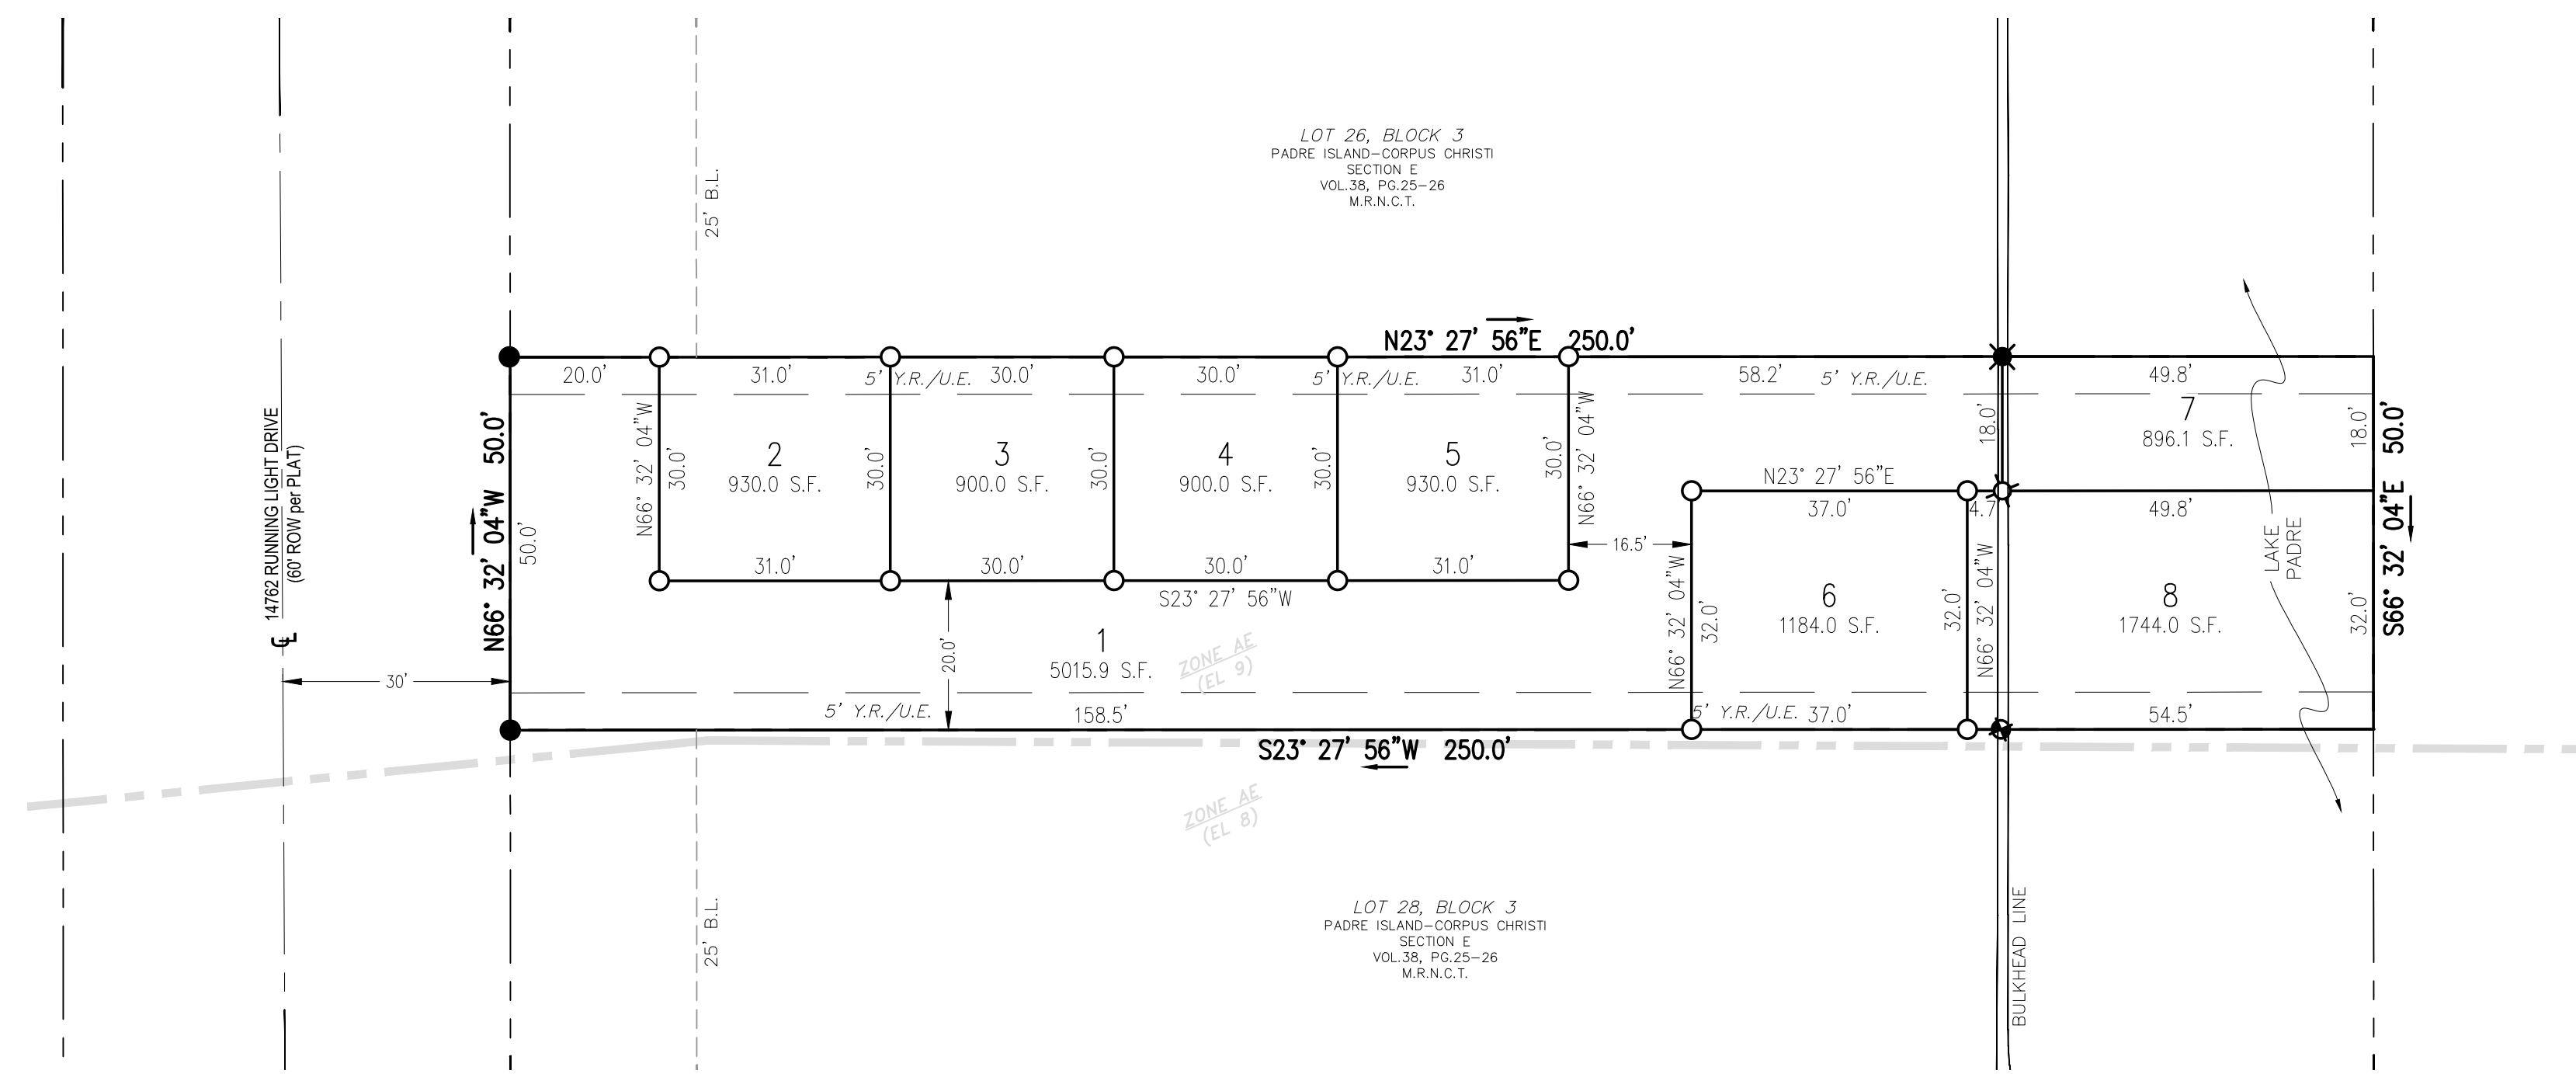 LOT 26, BLOCK 3
PADRE ISLAND-CORPUS CHRISTI
SECTION E
VOL.38, PG.25-26
M.R.N.C.T.
25' B.L.
N23° 27' 56"E 250.0'
20.0'
31.0'
5' Y.R./U.E.
30.0'
30.0'
5' Y.R./U.E.
31.0'
58.2'
5' Y.R./U.E.
49.8'
14762 RUNNING LIGHT DRIVE
(60' ROW per PLAT)
℄
30'
N66° 32' 04"W 50.0'
50.0'
N66° 32' 04"W
30.0'
2
930.0 S.F.
30.0'
3
900.0 S.F.
30.0'
4
900.0 S.F.
30.0'
5
930.0 S.F.
30.0'
N66° 32' 04"W
18.0'
7
896.1 S.F.
18.0'
S66° 32' 04"E 50.0'
N23° 27' 56"E
37.0'
4.7'
49.8'
16.5'
31.0'
30.0'
30.0'
31.0'
S23° 27' 56"W
20.0'
1
5015.9 S.F.
ZONE AE
(EL 9)
N66° 32' 04"W
32.0'
6
1184.0 S.F.
32.0'
N66° 32' 04"W
8
1744.0 S.F.
32.0'
LAKE
PADRE
5' Y.R./U.E.
158.5'
5' Y.R./U.E.
37.0'
54.5'
S23° 27' 56"W 250.0'
ZONE AE
(EL 8)
25' B.L.
LOT 28, BLOCK 3
PADRE ISLAND-CORPUS CHRISTI
SECTION E
VOL.38, PG.25-26
M.R.N.C.T.
BULKHEAD LINE